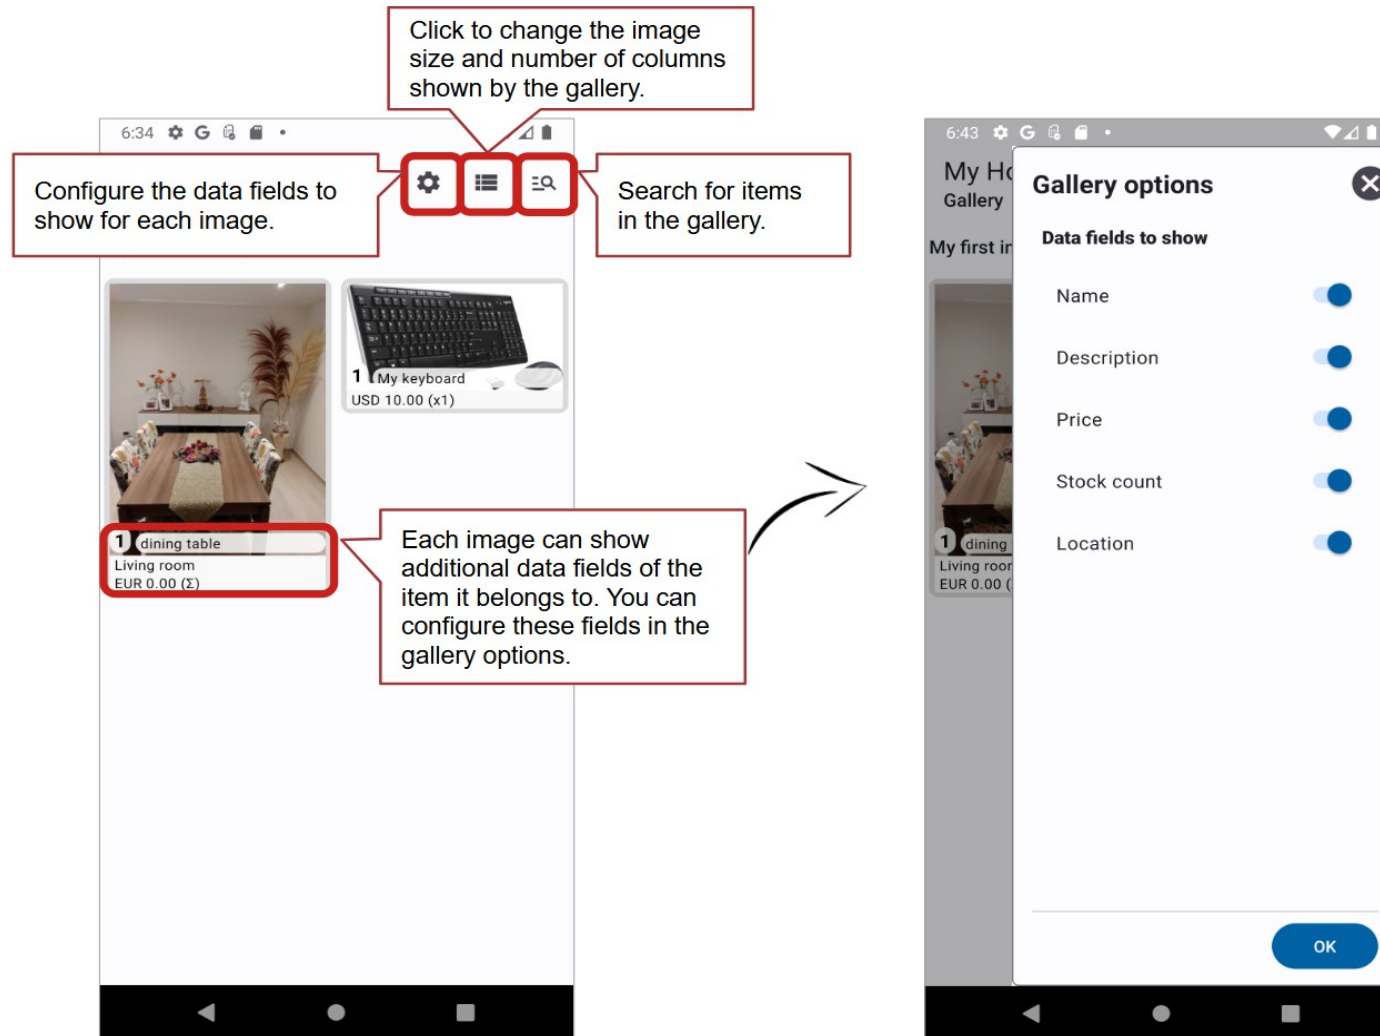 Click to change the image
size and number of columns
shown by the gallery.
6:34
Configure the data fields to
show for each image.
Search for items
in the gallery.
1 My keyboard
USD 10.00 (x1)
1 dining table
Living room
EUR 0.00 (Σ)
Each image can show
additional data fields of the
item it belongs to. You can
configure these fields in the
gallery options.
6:43
My Ho
Gallery
My first in
1 dining
Living roor
EUR 0.00 (
Gallery options
Data fields to show
Name
Description
Price
Stock count
Location
OK